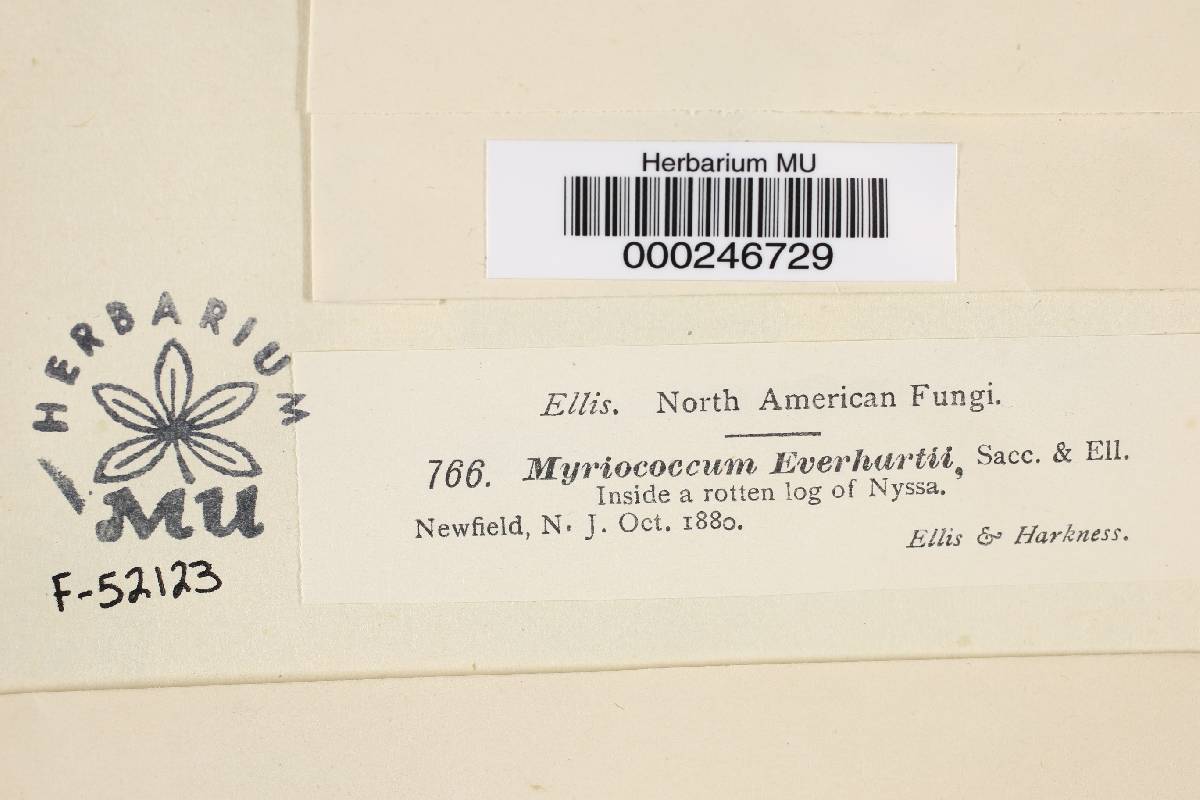 Herbarium MU
000246729
HERBARIUM
MU
F-52123
Ellis. North American Fungi.
766. Myriococcum Everhartii, Sacc. & Ell.
Inside a rotten log of Nyssa.
Newfield, N. J. Oct. 1880.
Ellis & Harkness.